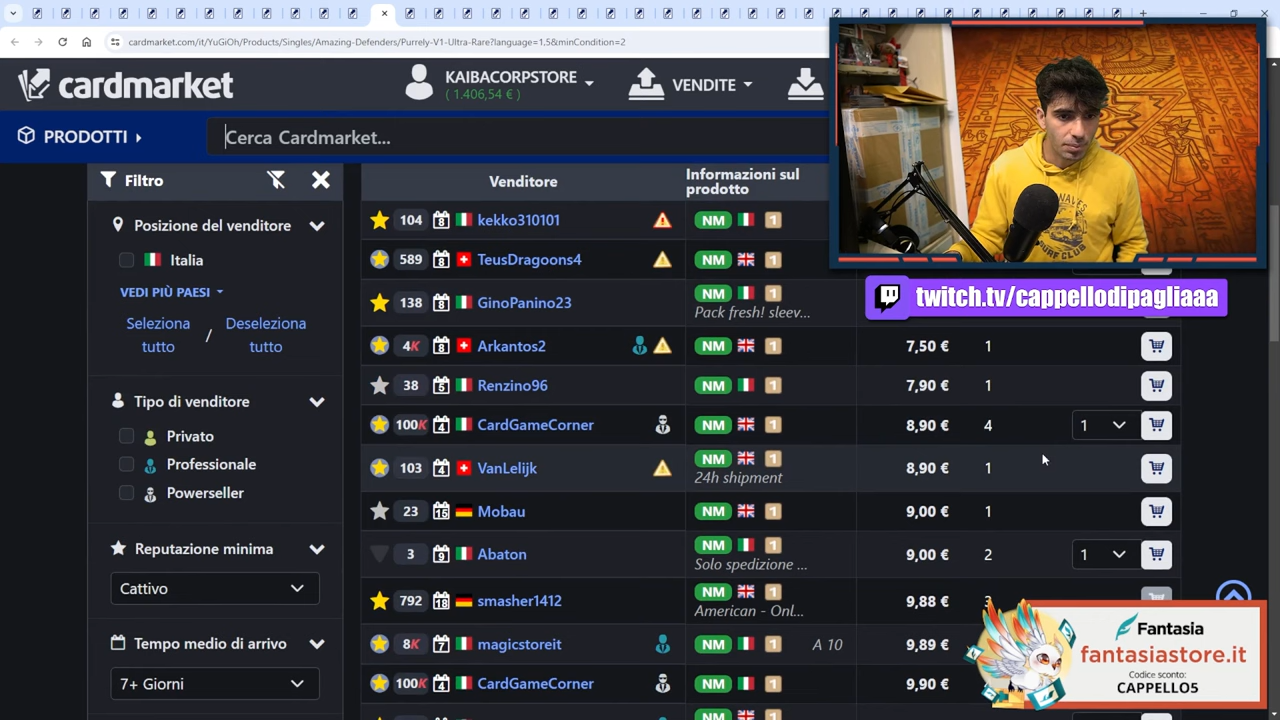 cardmarket.com/it/YuGiOh/Products/Singles/Amazing-Defenders/Purrely-V1-Ultra-Rare?language=1,5&minCondition=2
cardmarket
KAIBACORPSTORE
( 1.406,54 € )
VENDITE
PRODOTTI
Cerca Cardmarket...
Filtro
Posizione del venditore
Italia
VEDI PIÙ PAESI
Seleziona tutto / Deseleziona tutto
Tipo di venditore
Privato
Professionale
Powerseller
Reputazione minima
Cattivo
Tempo medio di arrivo
7+ Giorni
Venditore
Informazioni sul prodotto
104 8 kekko310101 NM 1
589 8 TeusDragoons4 NM 1
138 8 GinoPanino23 NM 1
Pack fresh! sleev...
4K 8 Arkantos2 NM 1 7,50 € 1
38 5 Renzino96 NM 1 7,90 € 1
100K 4 CardGameCorner NM 1 8,90 € 4 1
103 4 VanLelijk NM 1 8,90 € 1
24h shipment
23 16 Mobau NM 1 9,00 € 1
3 9 Abaton NM 1 9,00 € 2 1
Solo spedizione ...
792 18 smasher1412 NM 1 9,88 €
American - Onl...
8K 7 magicstoreit NM 1 A 10 9,89 €
100K 4 CardGameCorner NM 1 9,90 €
NM 1
twitch.tv/cappellodipagliaaa
Fantasia
fantasiastore.it
Codice sconto:
CAPPELLO5